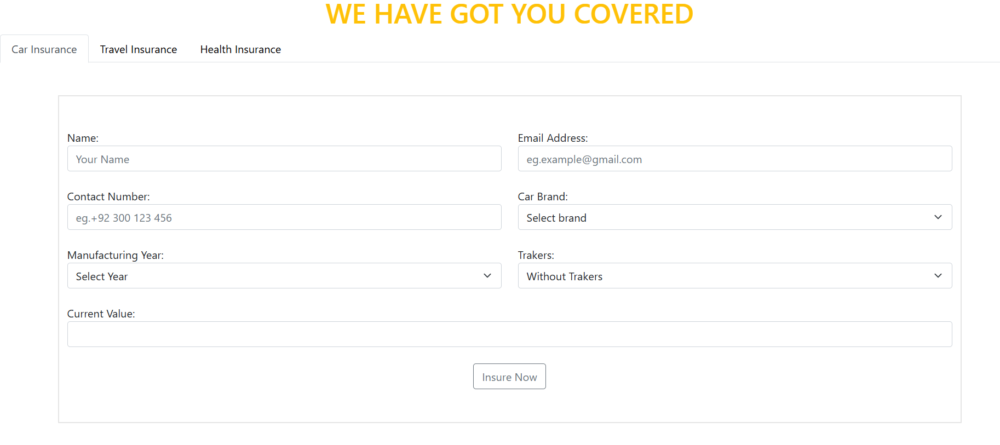 WE HAVE GOT YOU COVERED
Car Insurance Travel Insurance Health Insurance
Name: Email Address:
Your Name eg.example@gmail.com
Contact Number: Car Brand:
eg.+92 300 123 456 Select brand
Manufacturing Year: Trakers:
Select Year Without Trakers
Current Value:
Insure Now